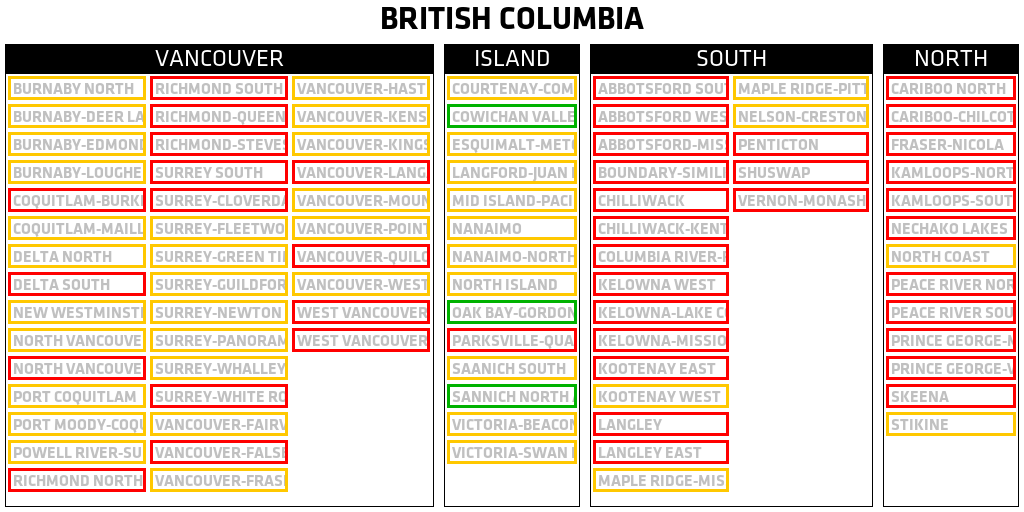 BRITISH COLUMBIA
VANCOUVER
BURNABY NORTH
BURNABY-DEER LA
BURNABY-EDMOND
BURNABY-LOUGHE
COQUITLAM-BURK
COQUITLAM-MAILL
DELTA NORTH
DELTA SOUTH
NEW WESTMINST
NORTH VANCOUVE
NORTH VANCOUVE
PORT COQUITLAM
PORT MOODY-COQU
POWELL RIVER-SU
RICHMOND NORTH
RICHMOND SOUTH
RICHMOND-QUEEN
RICHMOND-STEVES
SURREY SOUTH
SURREY-CLOVERDA
SURREY-FLEETWO
SURREY-GREEN TI
SURREY-GUILDFOR
SURREY-NEWTON
SURREY-PANORAM
SURREY-WHALLEY
SURREY-WHITE RO
VANCOUVER-FAIRV
VANCOUVER-FALSE
VANCOUVER-FRAS
VANCOUVER-HAST
VANCOUVER-KENS
VANCOUVER-KINGS
VANCOUVER-LANG
VANCOUVER-MOUN
VANCOUVER-POINT
VANCOUVER-QUILC
VANCOUVER-WEST
WEST VANCOUVER
WEST VANCOUVER
ISLAND
COURTENAY-COM
COWICHAN VALLE
ESQUIMALT-METC
LANGFORD-JUAN
MID ISLAND-PACI
NANAIMO
NANAIMO-NORTH
NORTH ISLAND
OAK BAY-GORDON
PARKSVILLE-QUA
SAANICH SOUTH
SANNICH NORTH
VICTORIA-BEACON
VICTORIA-SWAN
SOUTH
ABBOTSFORD SOU
ABBOTSFORD WES
ABBOTSFORD-MIS
BOUNDARY-SIMIL
CHILLIWACK
CHILLIWACK-KENT
COLUMBIA RIVER-
KELOWNA WEST
KELOWNA-LAKE C
KELOWNA-MISSIO
KOOTENAY EAST
KOOTENAY WEST
LANGLEY
LANGLEY EAST
MAPLE RIDGE-MIS
MAPLE RIDGE-PITT
NELSON-CRESTON
PENTICTON
SHUSWAP
VERNON-MONASH
NORTH
CARIBOO NORTH
CARIBOO-CHILCOT
FRASER-NICOLA
KAMLOOPS-NORT
KAMLOOPS-SOUT
NECHAKO LAKES
NORTH COAST
PEACE RIVER NOR
PEACE RIVER SOU
PRINCE GEORGE-M
PRINCE GEORGE-V
SKEENA
STIKINE